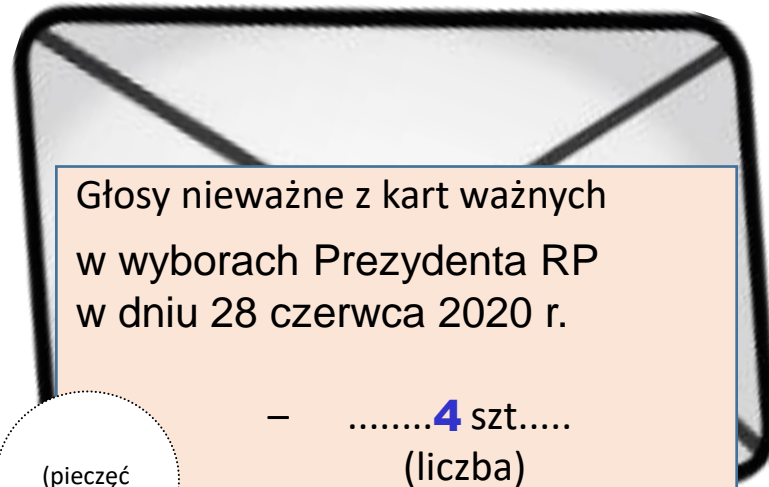 Głosy nieważne z kart ważnych
w wyborach Prezydenta RP
w dniu 28 czerwca 2020 r.
– ........4 szt.....
(liczba)
(pieczęć